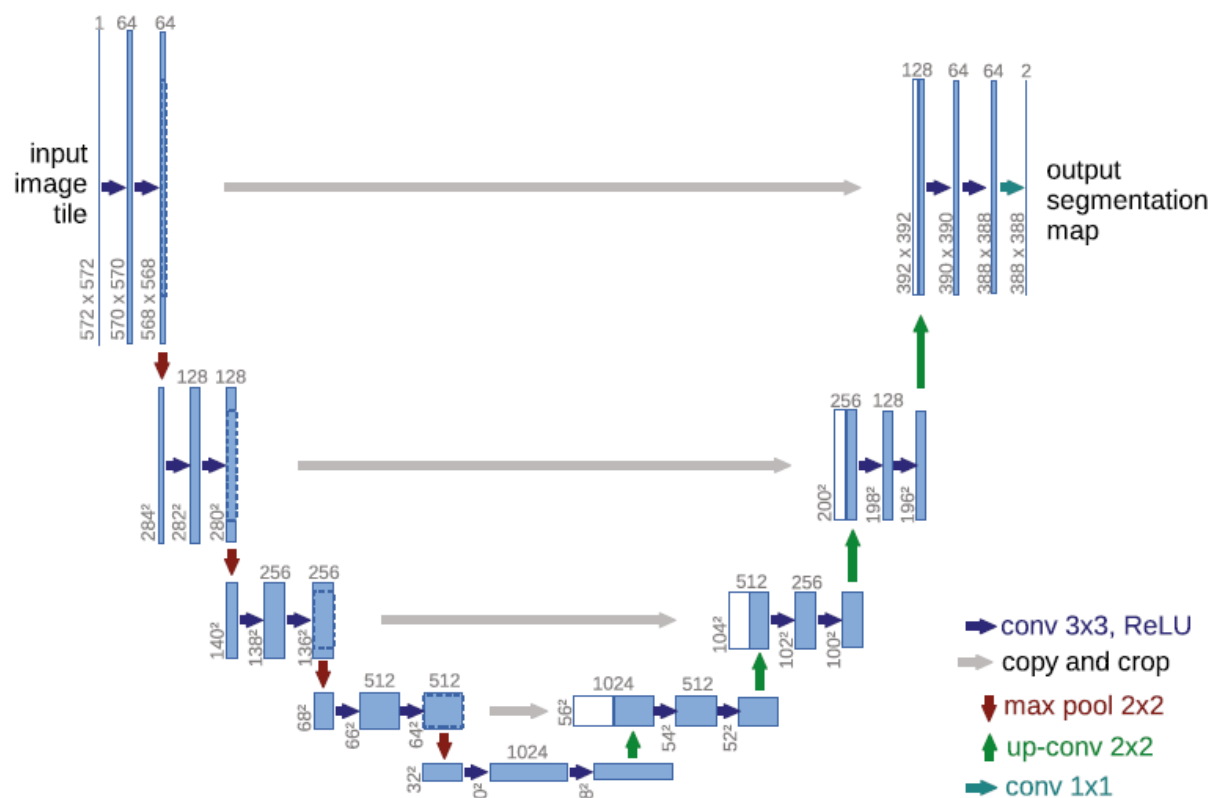 1 64 64
input
image
tile
572 x 572
570 x 570
568 x 568
128 64 64 2
392 x 392
390 x 390
388 x 388
388 x 388
output
segmentation
map
128 128
284²
282²
280²
256 128
200²
198²
196²
256 256
140²
138²
136²
512 256
104²
102²
100²
512 512
68²
66²
64²
1024 512
56²
54²
52²
1024
32²
conv 3x3, ReLU
copy and crop
max pool 2x2
up-conv 2x2
conv 1x1